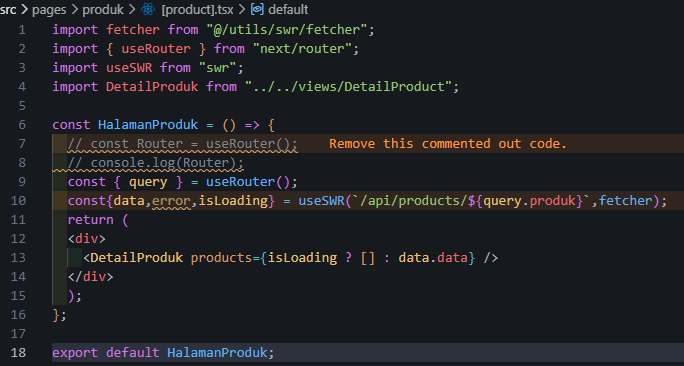 src > pages > produk > [product].tsx > default
1 import fetcher from "@/utils/swr/fetcher";
2 import { useRouter } from "next/router";
3 import useSWR from "swr";
4 import DetailProduk from "../../views/DetailProduct";
5
6 const HalamanProduk = () => {
7 // const Router = useRouter(); Remove this commented out code.
8 // console.log(Router);
9 const { query } = useRouter();
10 const{data,error,isLoading} = useSWR(`/api/products/${query.produk}`,fetcher);
11 return (
12 <div>
13 <DetailProduk products={isLoading ? [] : data.data} />
14 </div>
15 );
16 };
17
18 export default HalamanProduk;